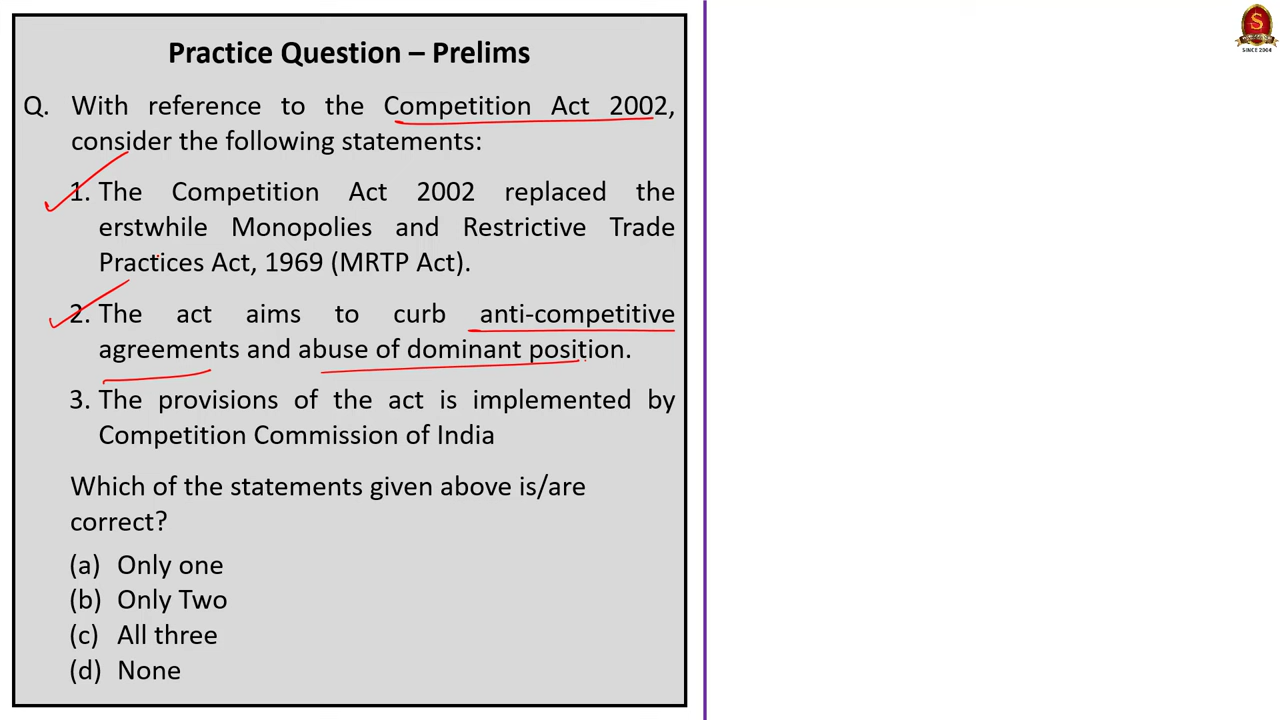 Practice Question – Prelims
Q. With reference to the Competition Act 2002,
consider the following statements:
1. The Competition Act 2002 replaced the
erstwhile Monopolies and Restrictive Trade
Practices Act, 1969 (MRTP Act).
2. The act aims to curb anti-competitive
agreements and abuse of dominant position.
3. The provisions of the act is implemented by
Competition Commission of India
Which of the statements given above is/are
correct?
(a) Only one
(b) Only Two
(c) All three
(d) None
S
SINCE 2004